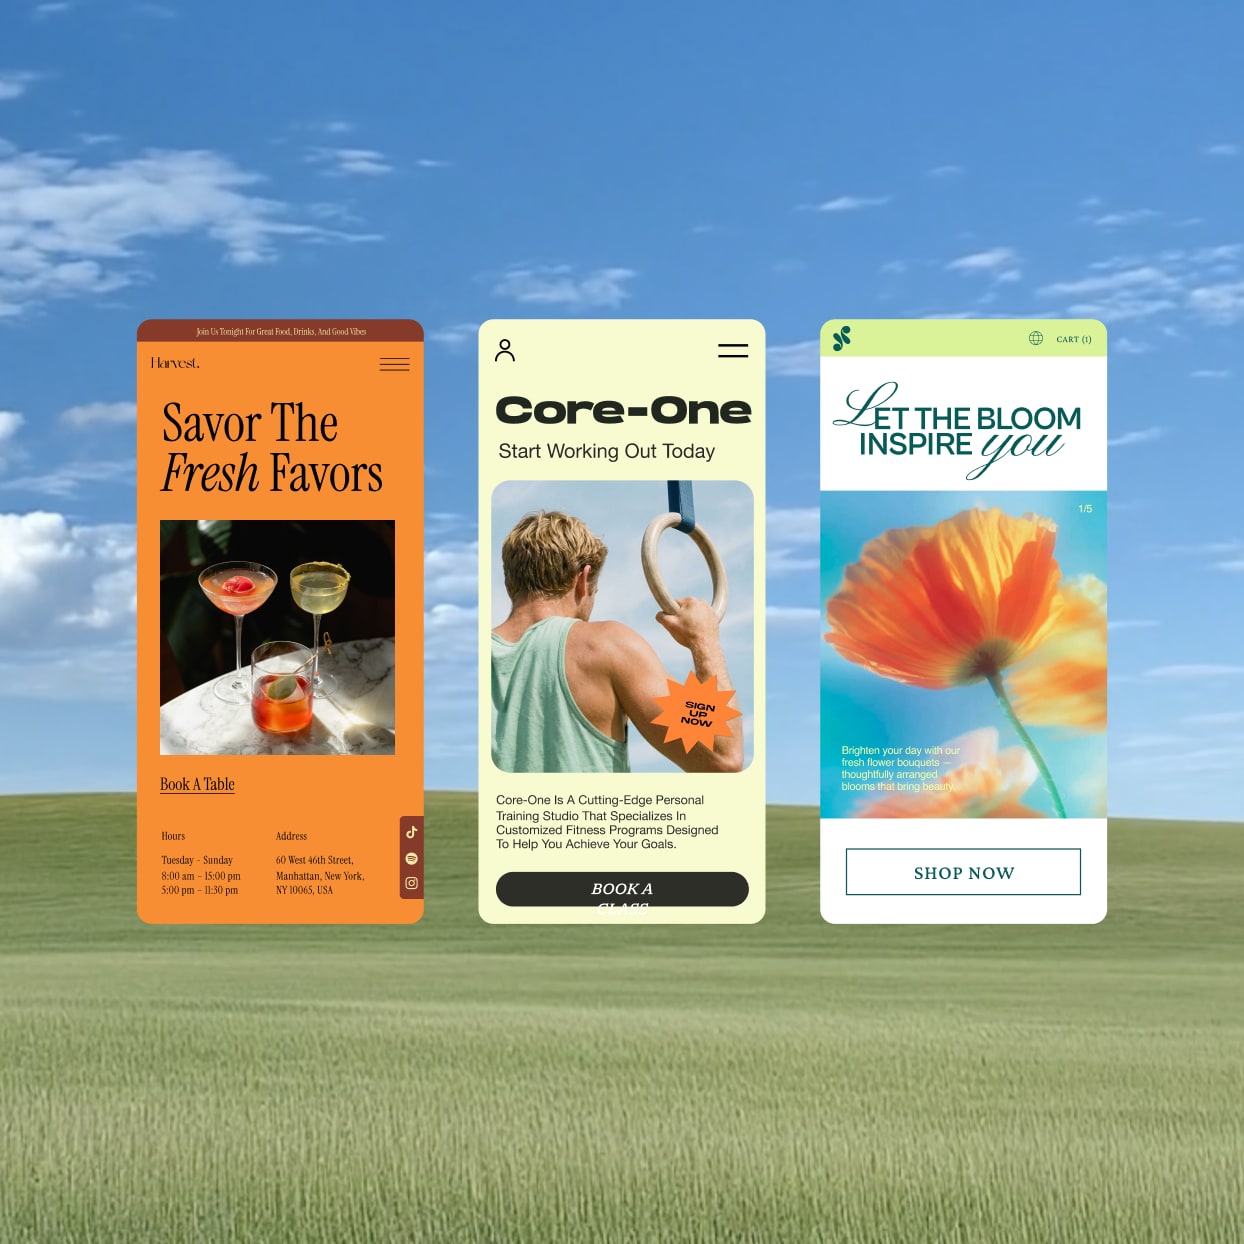 Join Us Tonight For Great Food, Drinks, And Good Vibes
Harvest.
Savor The
Fresh Favors
Book A Table
Hours
Tuesday - Sunday
8:00 am – 15:00 pm
5:00 pm – 11:30 pm
Address
60 West 46th Street,
Manhattan, New York,
NY 10065, USA
Core-One
Start Working Out Today
SIGN
UP
NOW
Core-One Is A Cutting-Edge Personal
Training Studio That Specializes In
Customized Fitness Programs Designed
To Help You Achieve Your Goals.
BOOK A
CLASS
CART (1)
LET THE BLOOM
INSPIRE you
1/5
Brighten your day with our
fresh flower bouquets —
thoughtfully arranged
blooms that bring beauty.
SHOP NOW